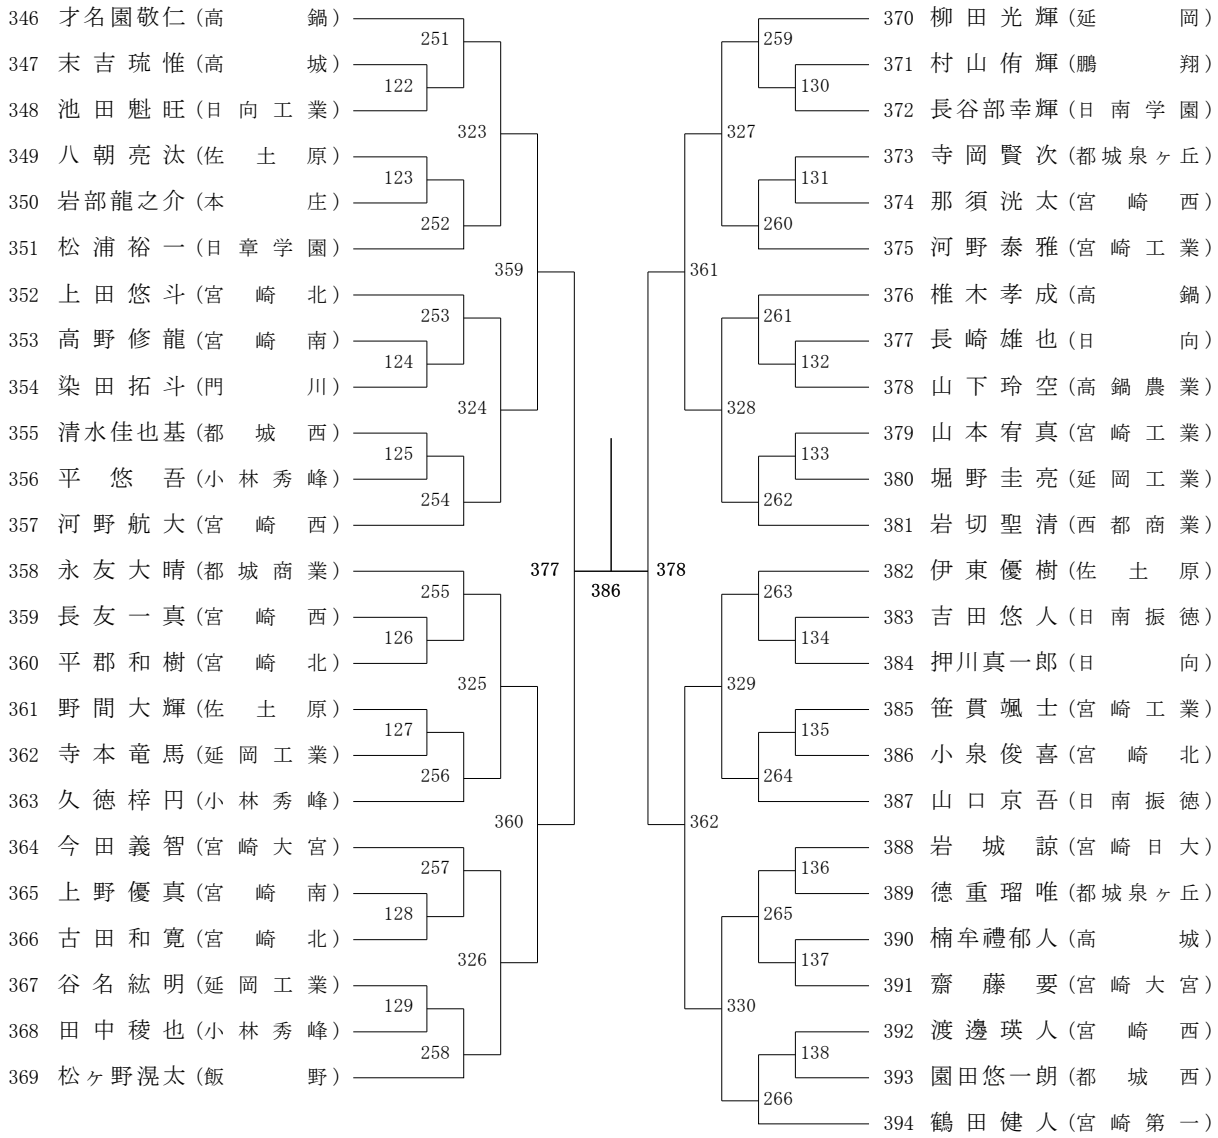 346 才名園敬仁 (高鍋)
347 末吉琉惟 (高城)
348 池田魁旺 (日向工業)
349 八朝亮汰 (佐土原)
350 岩部龍之介 (本庄)
351 松浦裕一 (日章学園)
352 上田悠斗 (宮崎北)
353 高野修龍 (宮崎南)
354 染田拓斗 (門川)
355 清水佳也基 (都城西)
356 平悠吾 (小林秀峰)
357 河野航大 (宮崎西)
358 永友大晴 (都城商業)
359 長友一真 (宮崎西)
360 平郡和樹 (宮崎北)
361 野間大輝 (佐土原)
362 寺本竜馬 (延岡工業)
363 久徳梓円 (小林秀峰)
364 今田義智 (宮崎大宮)
365 上野優真 (宮崎南)
366 古田和寛 (宮崎北)
367 谷名紘明 (延岡工業)
368 田中稜也 (小林秀峰)
369 松ヶ野滉太 (飯野)
251
122
323
123
252
359
253
124
324
125
254
377
255
126
325
127
256
360
257
128
326
129
258
386
378
259
130
327
131
260
361
261
132
328
133
262
263
134
329
135
264
362
136
265
137
330
138
266
370 柳田光輝 (延岡)
371 村山侑輝 (鵬翔)
372 長谷部幸輝 (日南学園)
373 寺岡賢次 (都城泉ヶ丘)
374 那須洸太 (宮崎西)
375 河野泰雅 (宮崎工業)
376 椎木孝成 (高鍋)
377 長崎雄也 (日向)
378 山下玲空 (高鍋農業)
379 山本宥真 (宮崎工業)
380 堀野圭亮 (延岡工業)
381 岩切聖清 (西都商業)
382 伊東優樹 (佐土原)
383 吉田悠人 (日南振徳)
384 押川真一郎 (日向)
385 笹貫颯士 (宮崎工業)
386 小泉俊喜 (宮崎北)
387 山口京吾 (日南振徳)
388 岩城諒 (宮崎日大)
389 德重瑠唯 (都城泉ヶ丘)
390 楠牟禮郁人 (高城)
391 齋藤要 (宮崎大宮)
392 渡邊瑛人 (宮崎西)
393 園田悠一朗 (都城西)
394 鶴田健人 (宮崎第一)